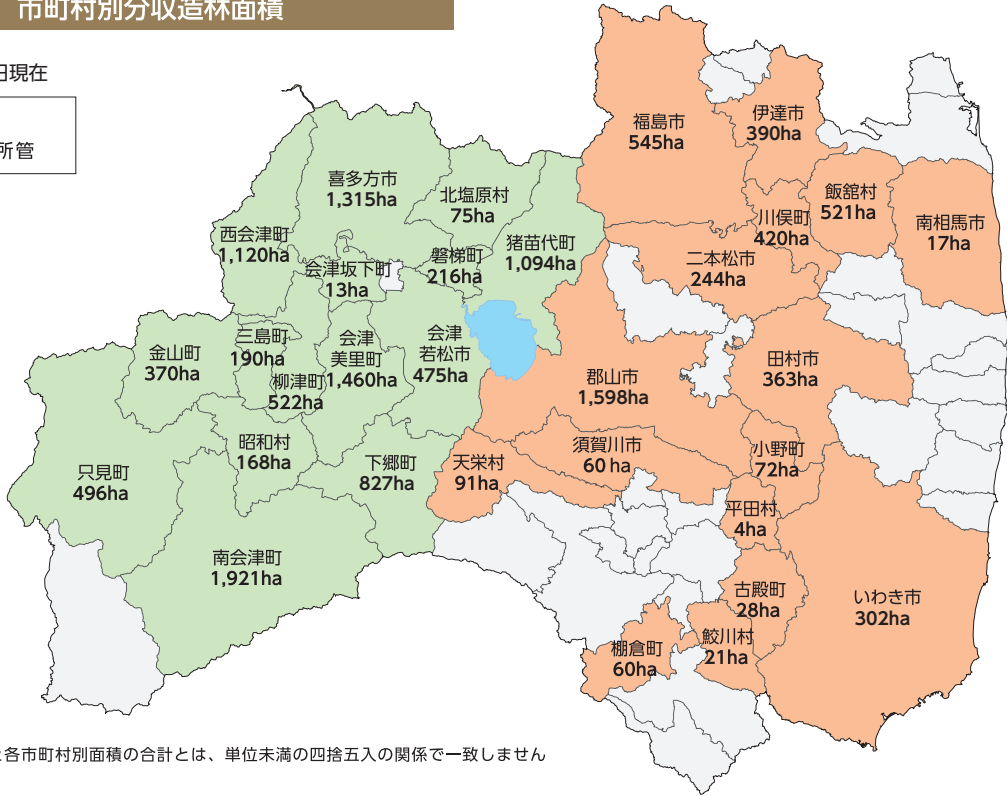 市町村別分収造林面積
日現在
所管
福島市
545ha
伊達市
390ha
飯舘村
521ha
川俣町
420ha
南相馬市
17ha
二本松市
244ha
喜多方市
1,315ha
北塩原村
75ha
西会津町
1,120ha
猪苗代町
1,094ha
磐梯町
216ha
会津坂下町
13ha
三島町
190ha
会津
美里町
1,460ha
会津
若松市
475ha
金山町
370ha
柳津町
522ha
郡山市
1,598ha
田村市
363ha
昭和村
168ha
只見町
496ha
下郷町
827ha
天栄村
91ha
須賀川市
60 ha
小野町
72ha
平田村
4ha
南会津町
1,921ha
古殿町
28ha
いわき市
302ha
鮫川村
21ha
棚倉町
60ha
各市町村別面積の合計とは、単位未満の四捨五入の関係で一致しません